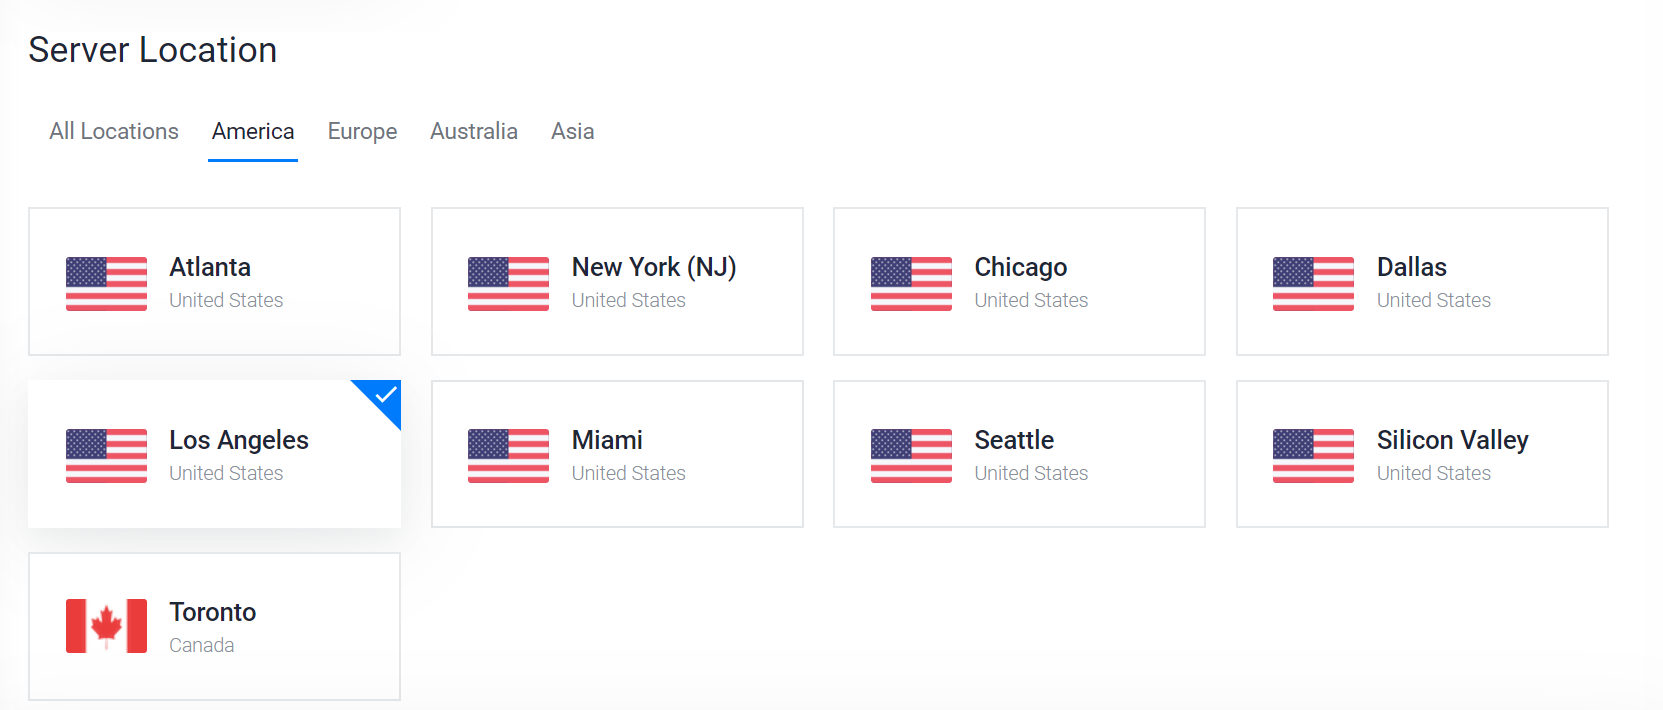 Server Location
All Locations America Europe Australia Asia
Atlanta
United States
New York (NJ)
United States
Chicago
United States
Dallas
United States
Los Angeles
United States
Miami
United States
Seattle
United States
Silicon Valley
United States
Toronto
Canada